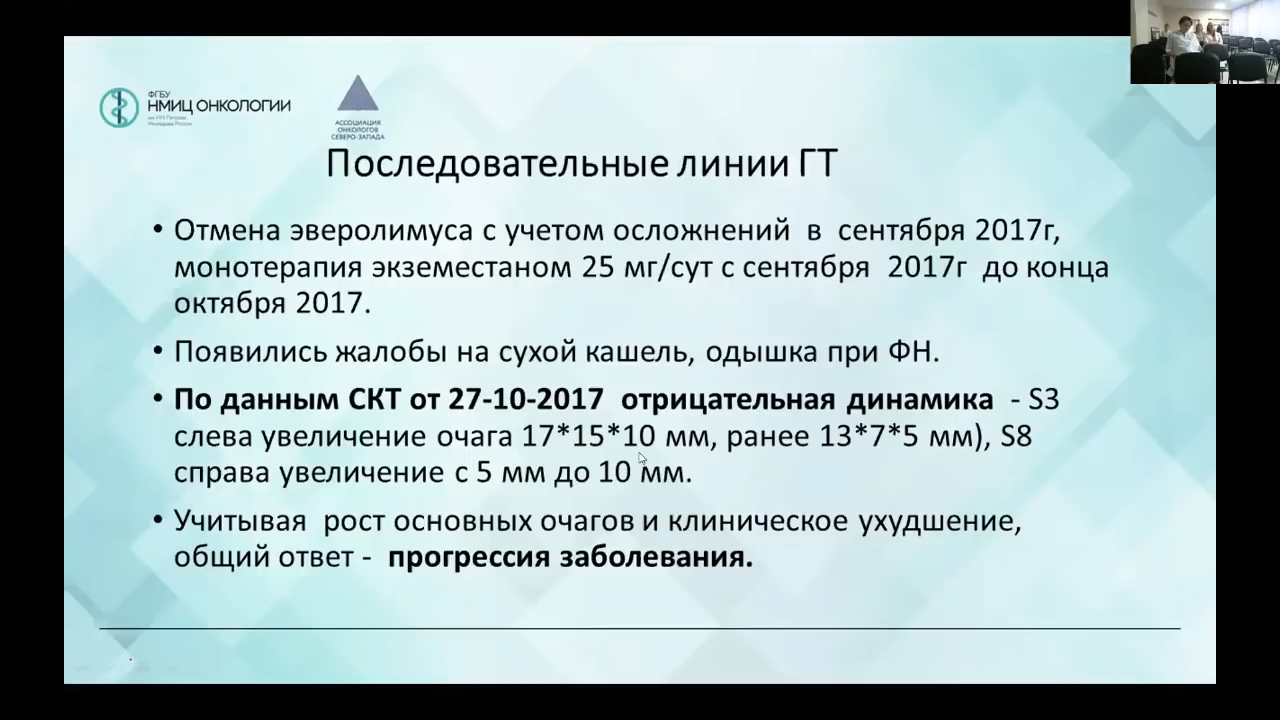 ФГБУ
НМИЦ ОНКОЛОГИИ
им. Н.Н. Петрова
Минздрава России
АССОЦИАЦИЯ
ОНКОЛОГОВ
СЕВЕРО-ЗАПАДА
Последовательные линии ГТ
• Отмена эверолимуса с учетом осложнений в сентября 2017г,
монотерапия экземестаном 25 мг/сут с сентября 2017г до конца
октября 2017.
• Появились жалобы на сухой кашель, одышка при ФН.
• По данным СКТ от 27-10-2017 отрицательная динамика - S3
слева увеличение очага 17*15*10 мм, ранее 13*7*5 мм), S8
справа увеличение с 5 мм до 10 мм.
• Учитывая рост основных очагов и клиническое ухудшение,
общий ответ - прогрессия заболевания.